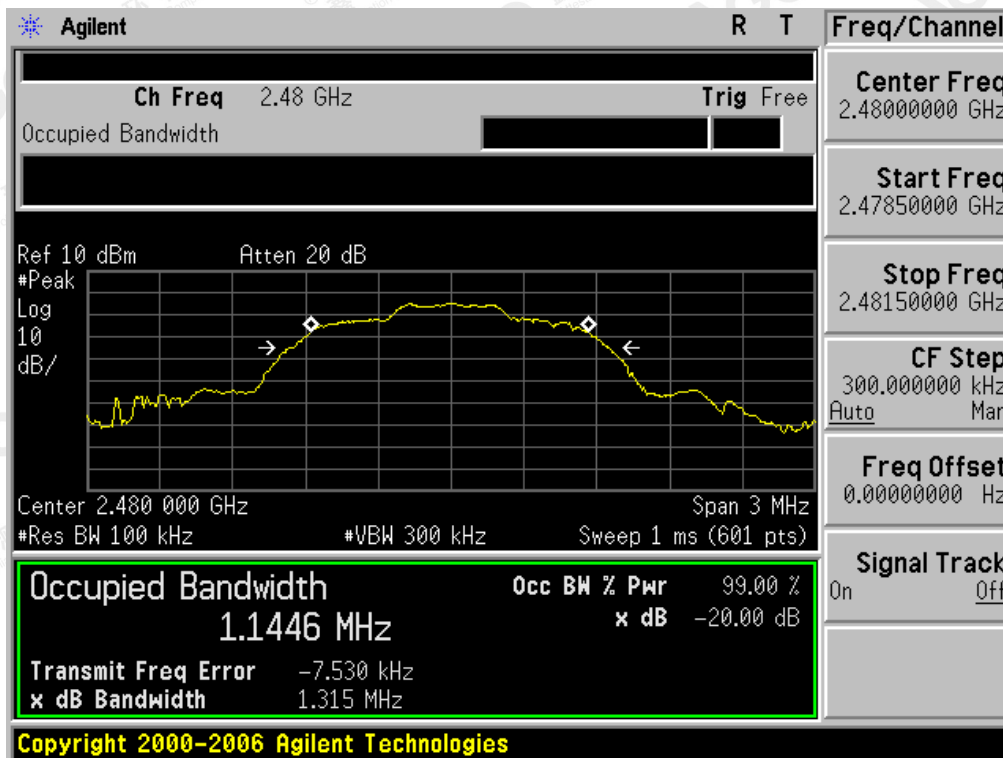 Agilent R T Freq/Channel
Ch Freq 2.48 GHz Trig Free
Occupied Bandwidth
Center Freq
2.48000000 GHz
Start Freq
2.47850000 GHz
Stop Freq
2.48150000 GHz
CF Step
300.000000 kHz
Auto Man
Freq Offset
0.00000000 Hz
Signal Track
On Off
Ref 10 dBm Atten 20 dB
#Peak
Log
10
dB/
Center 2.480 000 GHz Span 3 MHz
#Res BW 100 kHz #VBW 300 kHz Sweep 1 ms (601 pts)
Occupied Bandwidth Occ BW % Pwr 99.00 %
1.1446 MHz x dB -20.00 dB
Transmit Freq Error -7.530 kHz
x dB Bandwidth 1.315 MHz
Copyright 2000-2006 Agilent Technologies